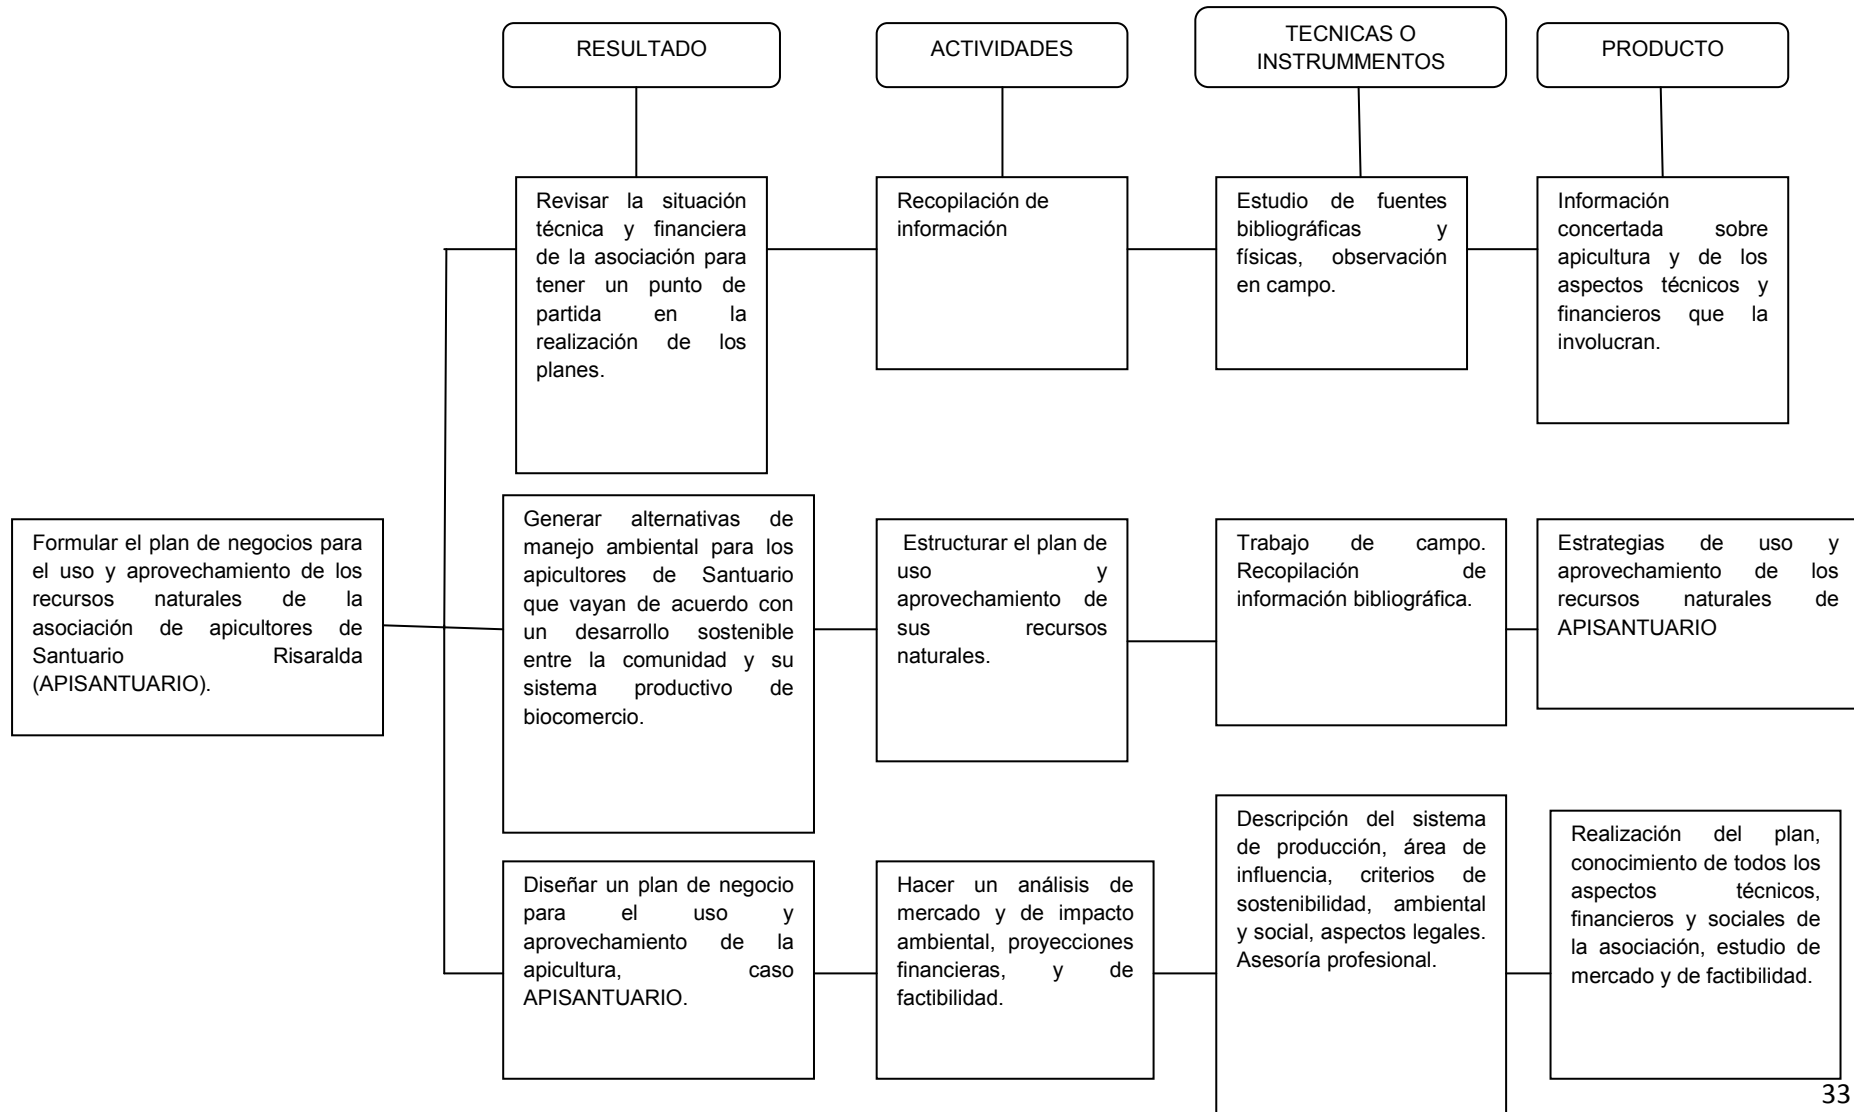 RESULTADO
ACTIVIDADES
TECNICAS O
INSTRUMMENTOS
PRODUCTO
Revisar la situación
técnica y financiera
de la asociación para
tener un punto de
partida en la
realización de los
planes.
Recopilación de
información
Estudio de fuentes
bibliográficas y
físicas, observación
en campo.
Información
concertada sobre
apicultura y de los
aspectos técnicos y
financieros que la
involucran.
Formular el plan de negocios para
el uso y aprovechamiento de los
recursos naturales de la
asociación de apicultores de
Santuario Risaralda
(APISANTUARIO).
Generar alternativas de
manejo ambiental para los
apicultores de Santuario
que vayan de acuerdo con
un desarrollo sostenible
entre la comunidad y su
sistema productivo de
biocomercio.
Estructurar el plan de
uso y
aprovechamiento de
sus recursos
naturales.
Trabajo de campo.
Recopilación de
información bibliográfica.
Estrategias de uso y
aprovechamiento de los
recursos naturales de
APISANTUARIO
Diseñar un plan de negocio
para el uso y
aprovechamiento de la
apicultura, caso
APISANTUARIO.
Hacer un análisis de
mercado y de impacto
ambiental, proyecciones
financieras, y de
factibilidad.
Descripción del sistema
de producción, área de
influencia, criterios de
sostenibilidad, ambiental
y social, aspectos legales.
Asesoría profesional.
Realización del plan,
conocimiento de todos los
aspectos técnicos,
financieros y sociales de
la asociación, estudio de
mercado y de factibilidad.
33